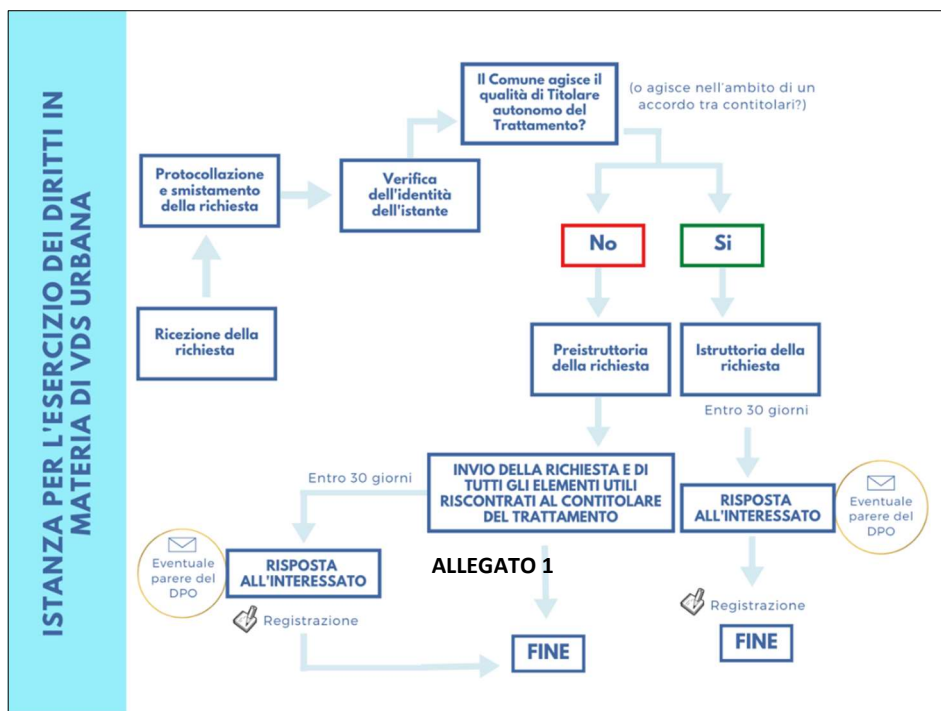 ISTANZA PER L'ESERCIZIO DEI DIRITTI IN
MATERIA DI VDS URBANA
Il Comune agisce il
qualità di Titolare
autonomo del
Trattamento?
(o agisce nell'ambito di un
accordo tra contitolari?)
Protocollazione
e smistamento
della richiesta
Verifica
dell'identità
dell'istante
No
Si
Ricezione della
richiesta
Preistruttoria
della richiesta
Istruttoria della
richiesta
Entro 30 giorni
Entro 30 giorni
INVIO DELLA RICHIESTA E DI
TUTTI GLI ELEMENTI UTILI
RISCONTRATI AL CONTITOLARE
DEL TRATTAMENTO
RISPOSTA
ALL'INTERESSATO
Eventuale
parere del
DPO
Eventuale
parere del
DPO
RISPOSTA
ALL'INTERESSATO
ALLEGATO 1
Registrazione
Registrazione
FINE
FINE